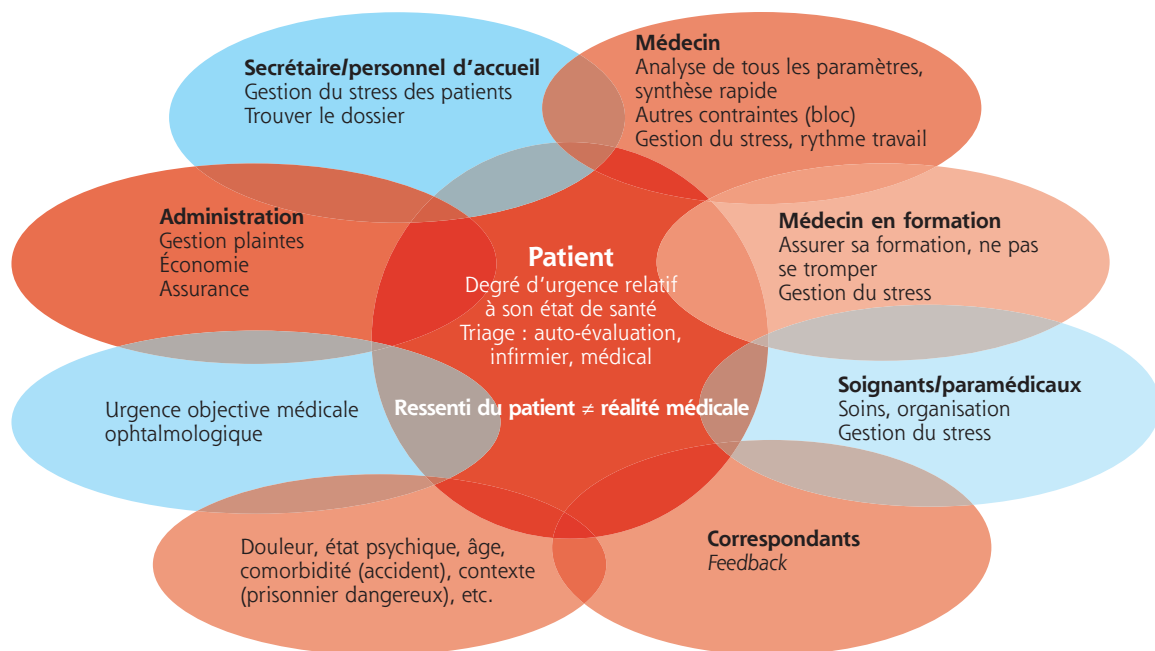 Secrétaire/personnel d'accueil
Gestion du stress des patients
Trouver le dossier
Médecin
Analyse de tous les paramètres,
synthèse rapide
Autres contraintes (bloc)
Gestion du stress, rythme travail
Administration
Gestion plaintes
Économie
Assurance
Patient
Degré d'urgence relatif
à son état de santé
Triage : auto-évaluation,
infirmier, médical
Ressenti du patient ≠ réalité médicale
Médecin en formation
Assurer sa formation, ne pas
se tromper
Gestion du stress
Urgence objective médicale
ophtalmologique
Soignants/paramédicaux
Soins, organisation
Gestion du stress
Douleur, état psychique, âge,
comorbidité (accident), contexte
(prisonnier dangereux), etc.
Correspondants
Feedback